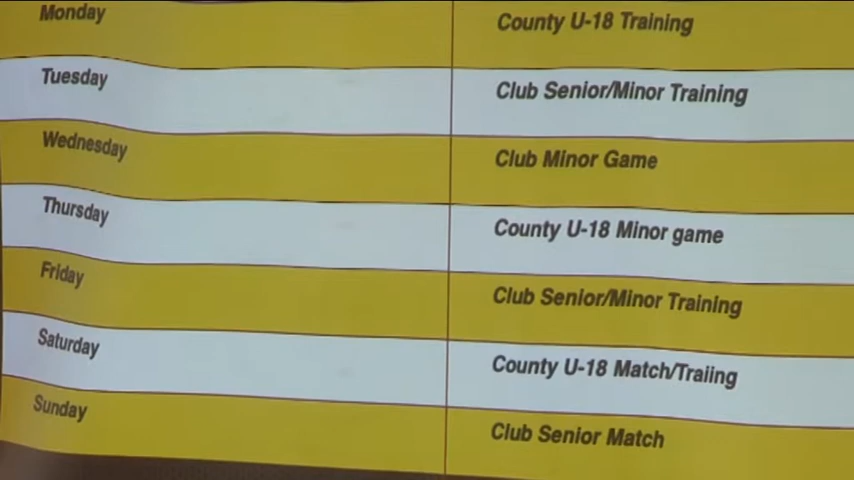 Monday County U-18 Training
Tuesday Club Senior/Minor Training
Wednesday Club Minor Game
Thursday County U-18 Minor game
Friday Club Senior/Minor Training
Saturday County U-18 Match/Traiing
Sunday Club Senior Match